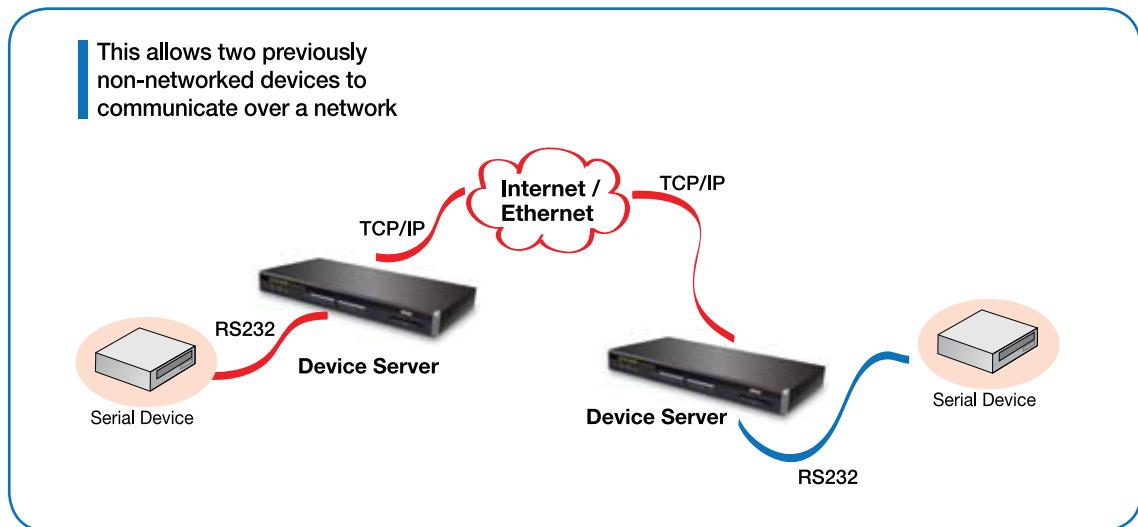 This allows two previously
non-networked devices to
communicate over a network
Internet /
Ethernet
TCP/IP
TCP/IP
RS232
Device Server
Serial Device
Device Server
Serial Device
RS232